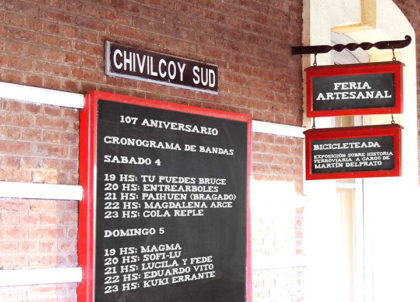 CHIVILCOY SUD
107 ANIVERSARIO
CRONOGRAMA DE BANDAS
SABADO 4
19 HS: TU PUEDES BRUCE
20 HS: ENTREARBOLES
21 HS: PAIHUEN (BRAGADO)
22 HS: MAGDALENA ARCE
23 HS: COLA REPLE
DOMINGO 5
19 HS: MAGMA
20 HS: SOFI-LU
21 HS: LUCILA Y FEDE
22 HS: EDUARDO VITO
23 HS: KUKI ERRANTE
FERIA
ARTESANAL
BICICLETEADA
EXPOSICIÓN SOBRE HISTORIA
FERROVIARIA A CARGO DE
MARTIN DELPRATO